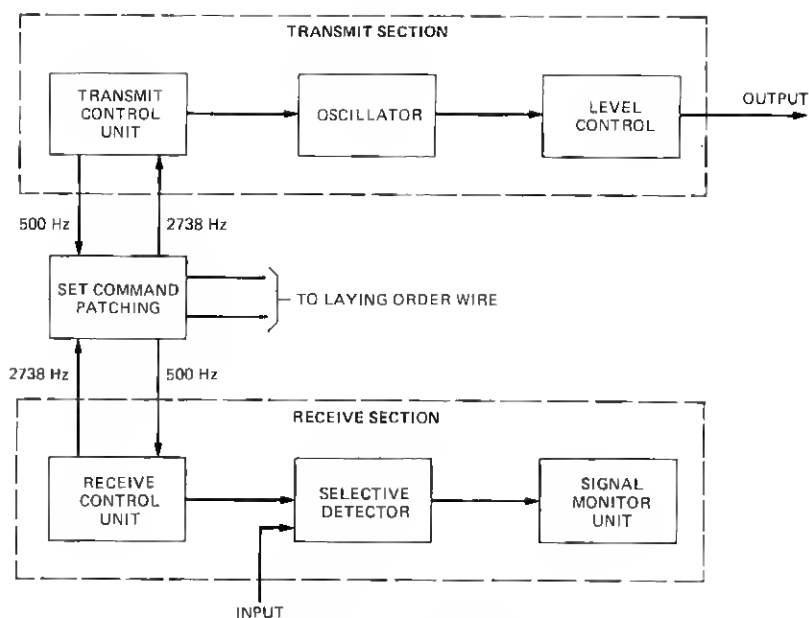 TRANSMIT SECTION
TRANSMIT
CONTROL
UNIT
OSCILLATOR
LEVEL
CONTROL
OUTPUT
500 Hz
2738 Hz
SET COMMAND
PATCHING
TO LAYING ORDER WIRE
2738 Hz
500 Hz
RECEIVE SECTION
RECEIVE
CONTROL
UNIT
SELECTIVE
DETECTOR
SIGNAL
MONITOR
UNIT
INPUT